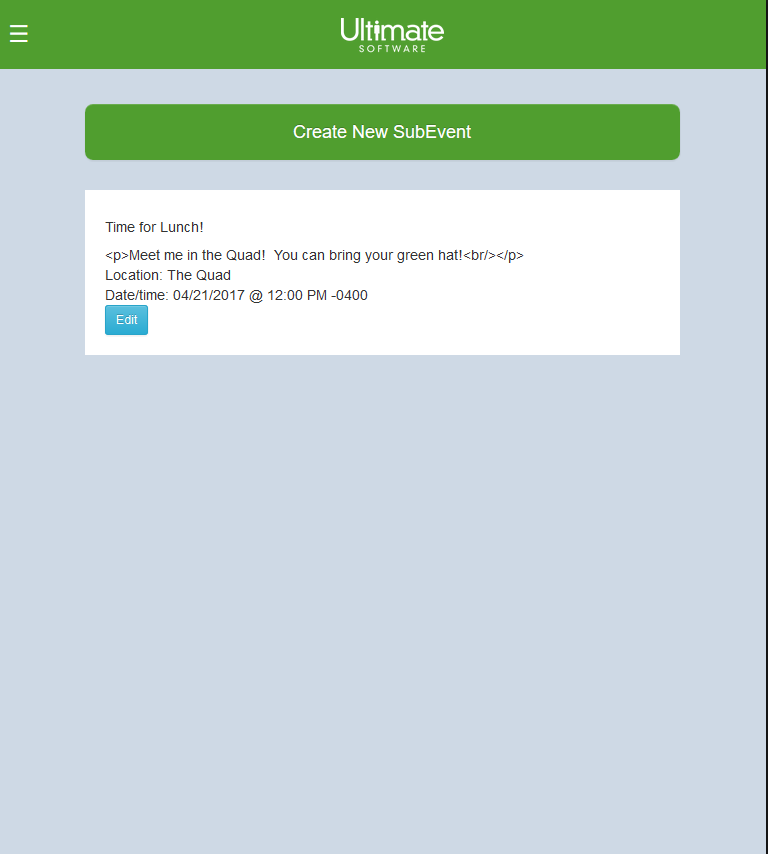 Ultimate
SOFTWARE
Create New SubEvent
Time for Lunch!
<p>Meet me in the Quad!  You can bring your green hat!<br/></p>
Location: The Quad
Date/time: 04/21/2017 @ 12:00 PM -0400
Edit